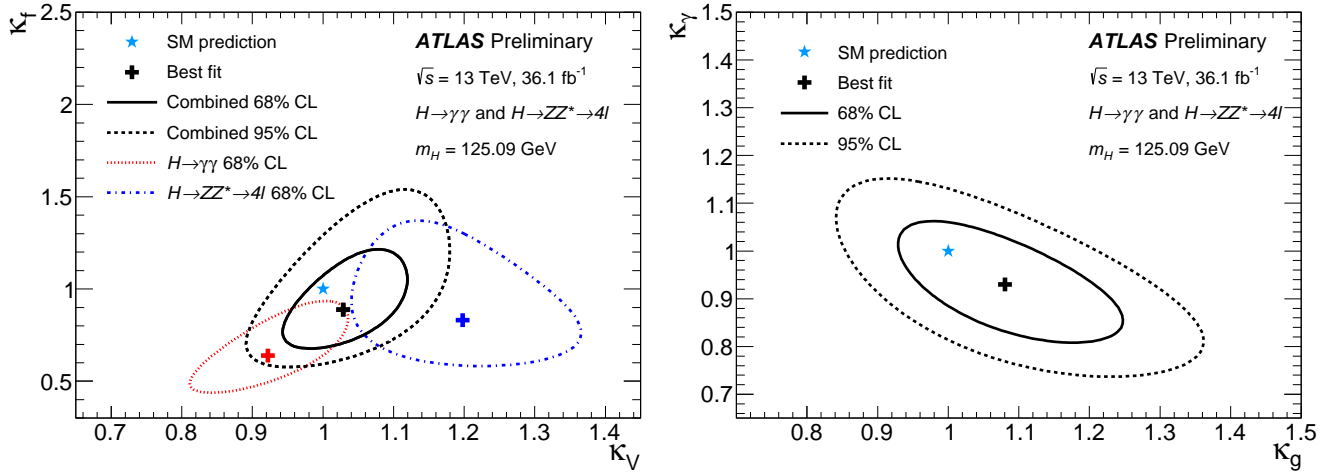 κf
2.5
2
1.5
1
0.5
SM prediction
Best fit
Combined 68% CL
Combined 95% CL
H→γγ 68% CL
H→ZZ*→4l 68% CL
ATLAS Preliminary
√s = 13 TeV, 36.1 fb⁻¹
H→γγ and H→ZZ*→4l
m_H = 125.09 GeV
0.7 0.8 0.9 1 1.1 1.2 1.3 1.4
κV
κγ
1.5
1.4
1.3
1.2
1.1
1
0.9
0.8
0.7
SM prediction
Best fit
68% CL
95% CL
ATLAS Preliminary
√s = 13 TeV, 36.1 fb⁻¹
H→γγ and H→ZZ*→4l
m_H = 125.09 GeV
0.8 0.9 1 1.1 1.2 1.3 1.4 1.5
κg